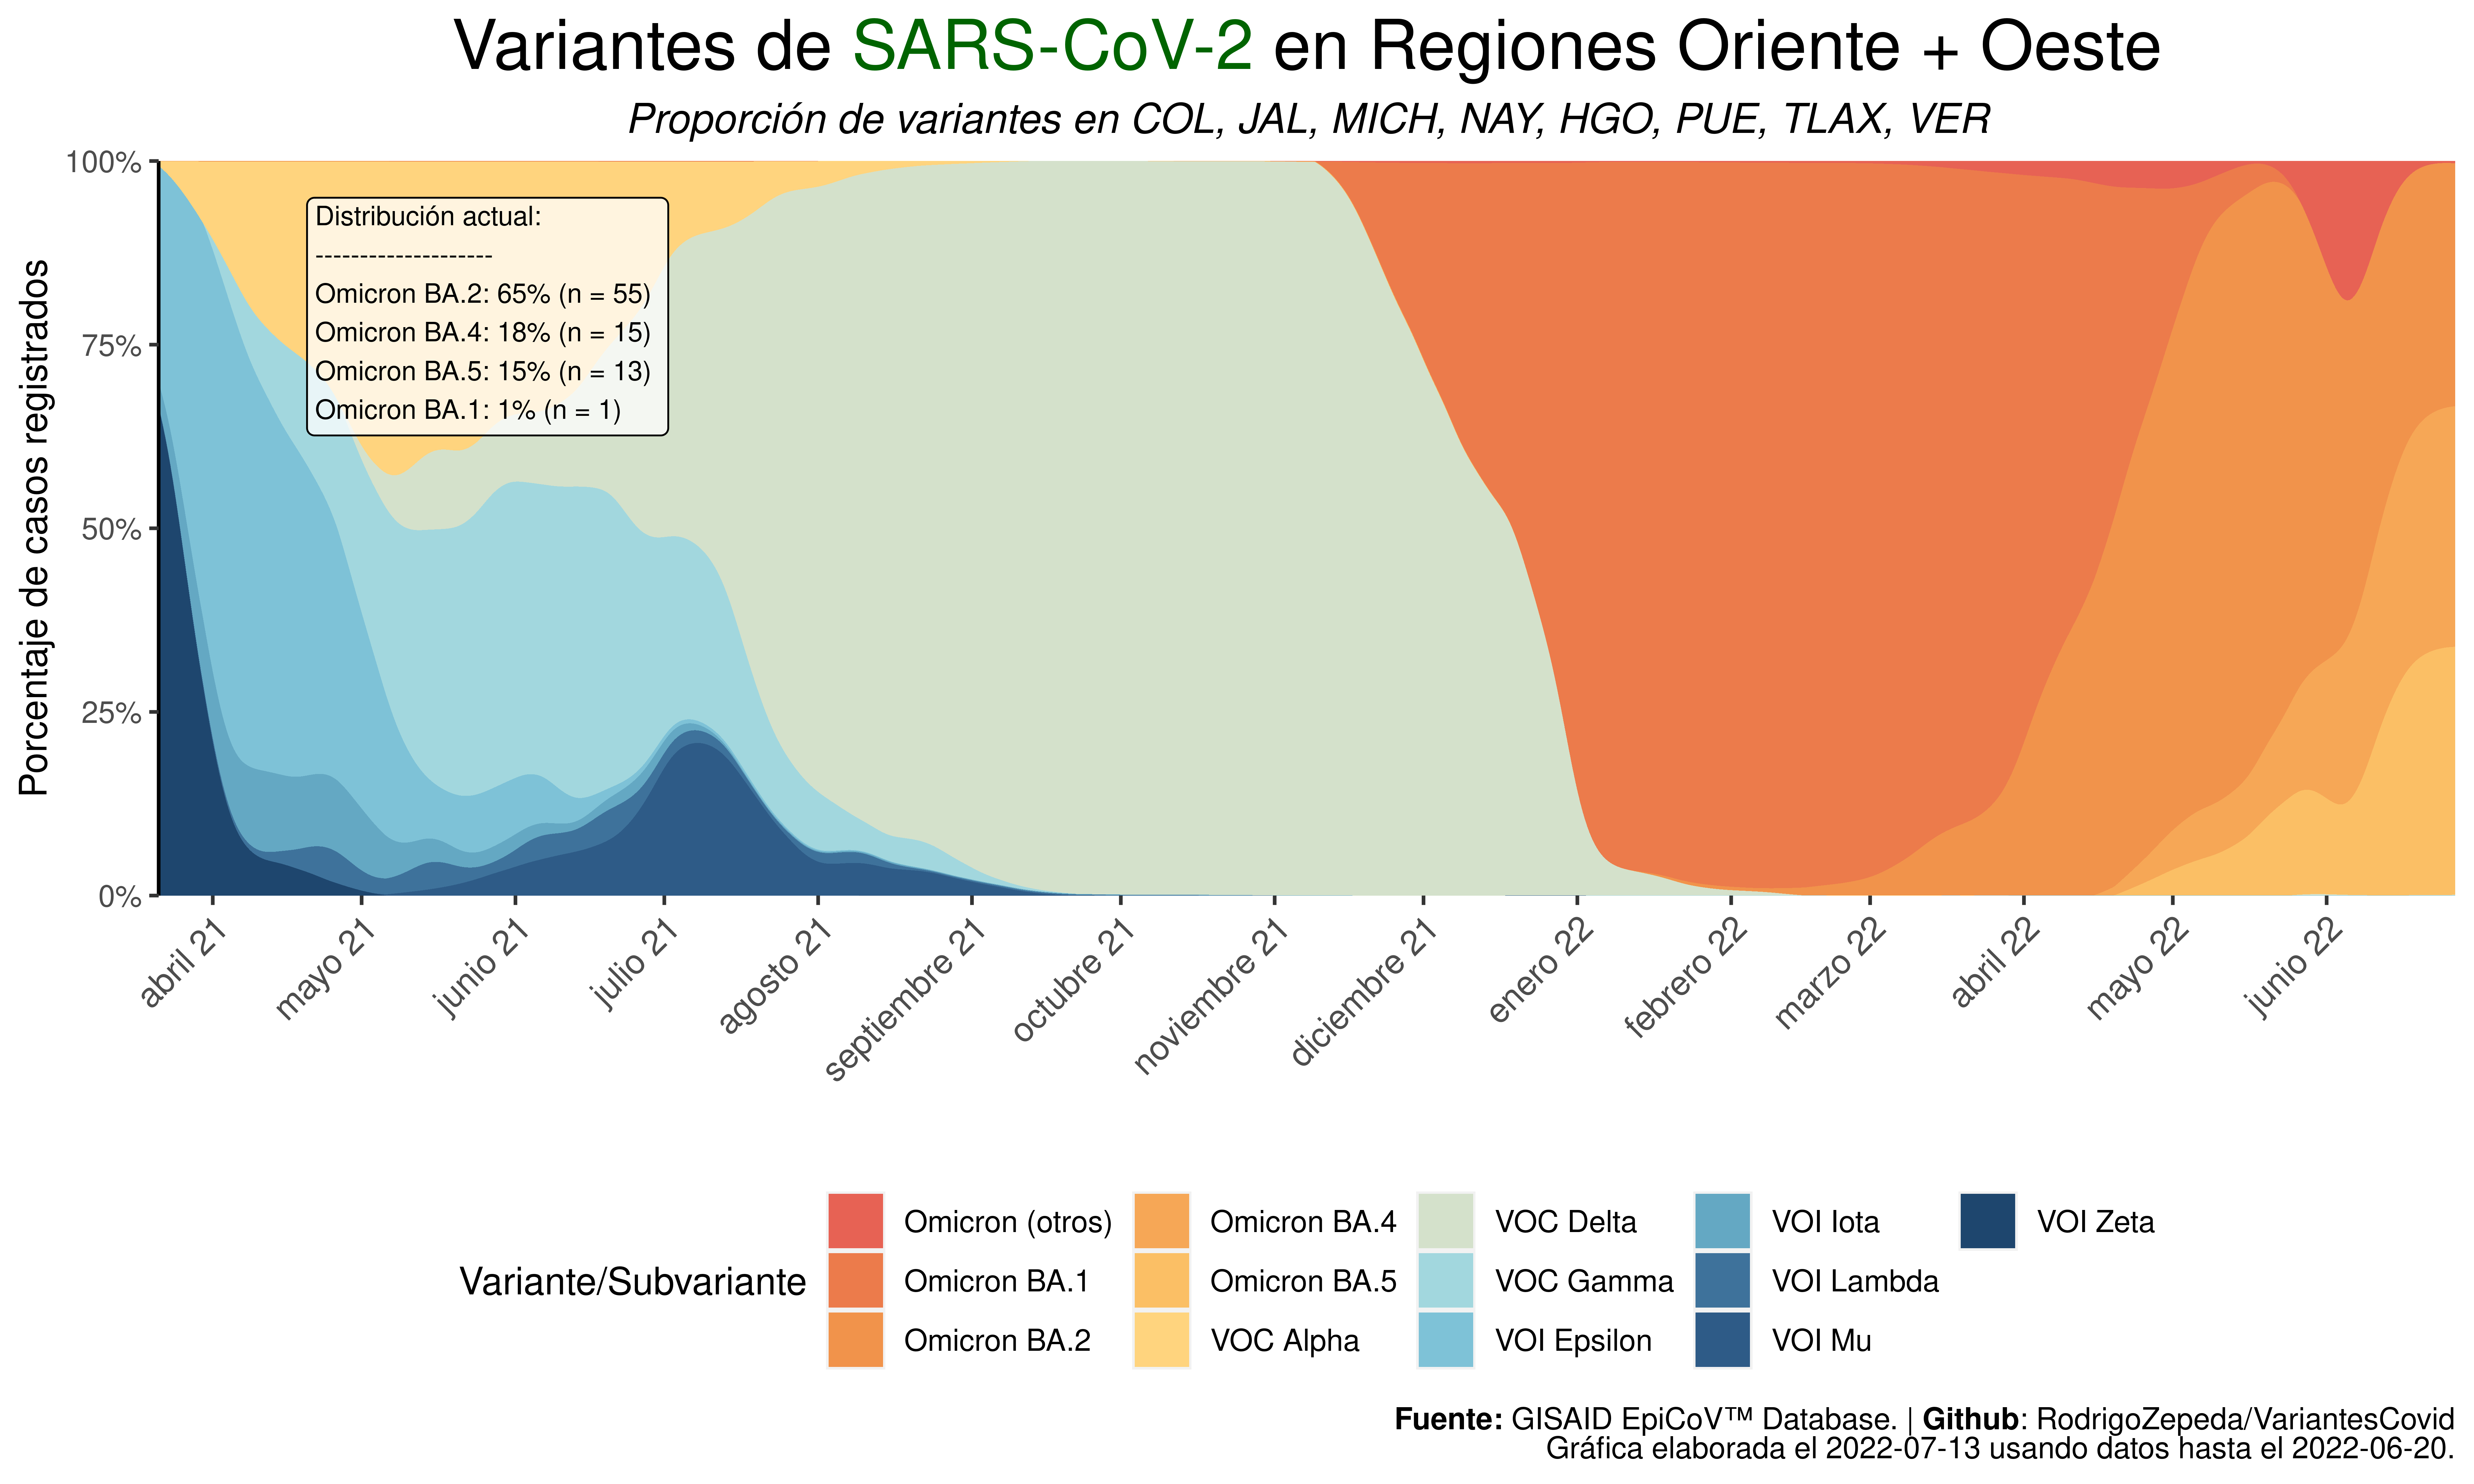 Variantes de SARS-CoV-2 en Regiones Oriente + Oeste
Proporción de variantes en COL, JAL, MICH, NAY, HGO, PUE, TLAX, VER
Porcentaje de casos registrados
100%
75%
50%
25%
0%
Distribución actual:
---------------------
Omicron BA.2: 65% (n = 55)
Omicron BA.4: 18% (n = 15)
Omicron BA.5: 15% (n = 13)
Omicron BA.1: 1% (n = 1)
abril 21
mayo 21
junio 21
julio 21
agosto 21
septiembre 21
octubre 21
noviembre 21
diciembre 21
enero 22
febrero 22
marzo 22
abril 22
mayo 22
junio 22
Variante/Subvariante
Omicron (otros)
Omicron BA.1
Omicron BA.2
Omicron BA.4
Omicron BA.5
VOC Alpha
VOC Delta
VOC Gamma
VOI Epsilon
VOI Iota
VOI Lambda
VOI Mu
VOI Zeta
Fuente: GISAID EpiCoV™ Database. | Github: RodrigoZepeda/VariantesCovid
Gráfica elaborada el 2022-07-13 usando datos hasta el 2022-06-20.